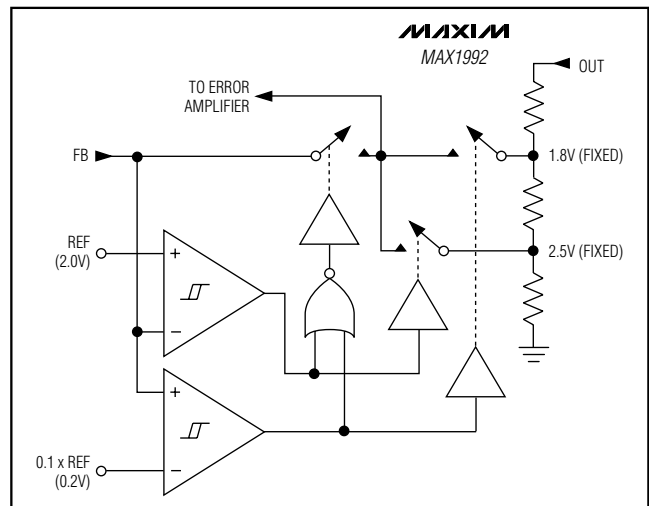 MAXIM
MAX1992
OUT
TO ERROR
AMPLIFIER
FB
1.8V (FIXED)
REF
(2.0V)
+
2.5V (FIXED)
−
+
0.1 x REF
(0.2V)
−